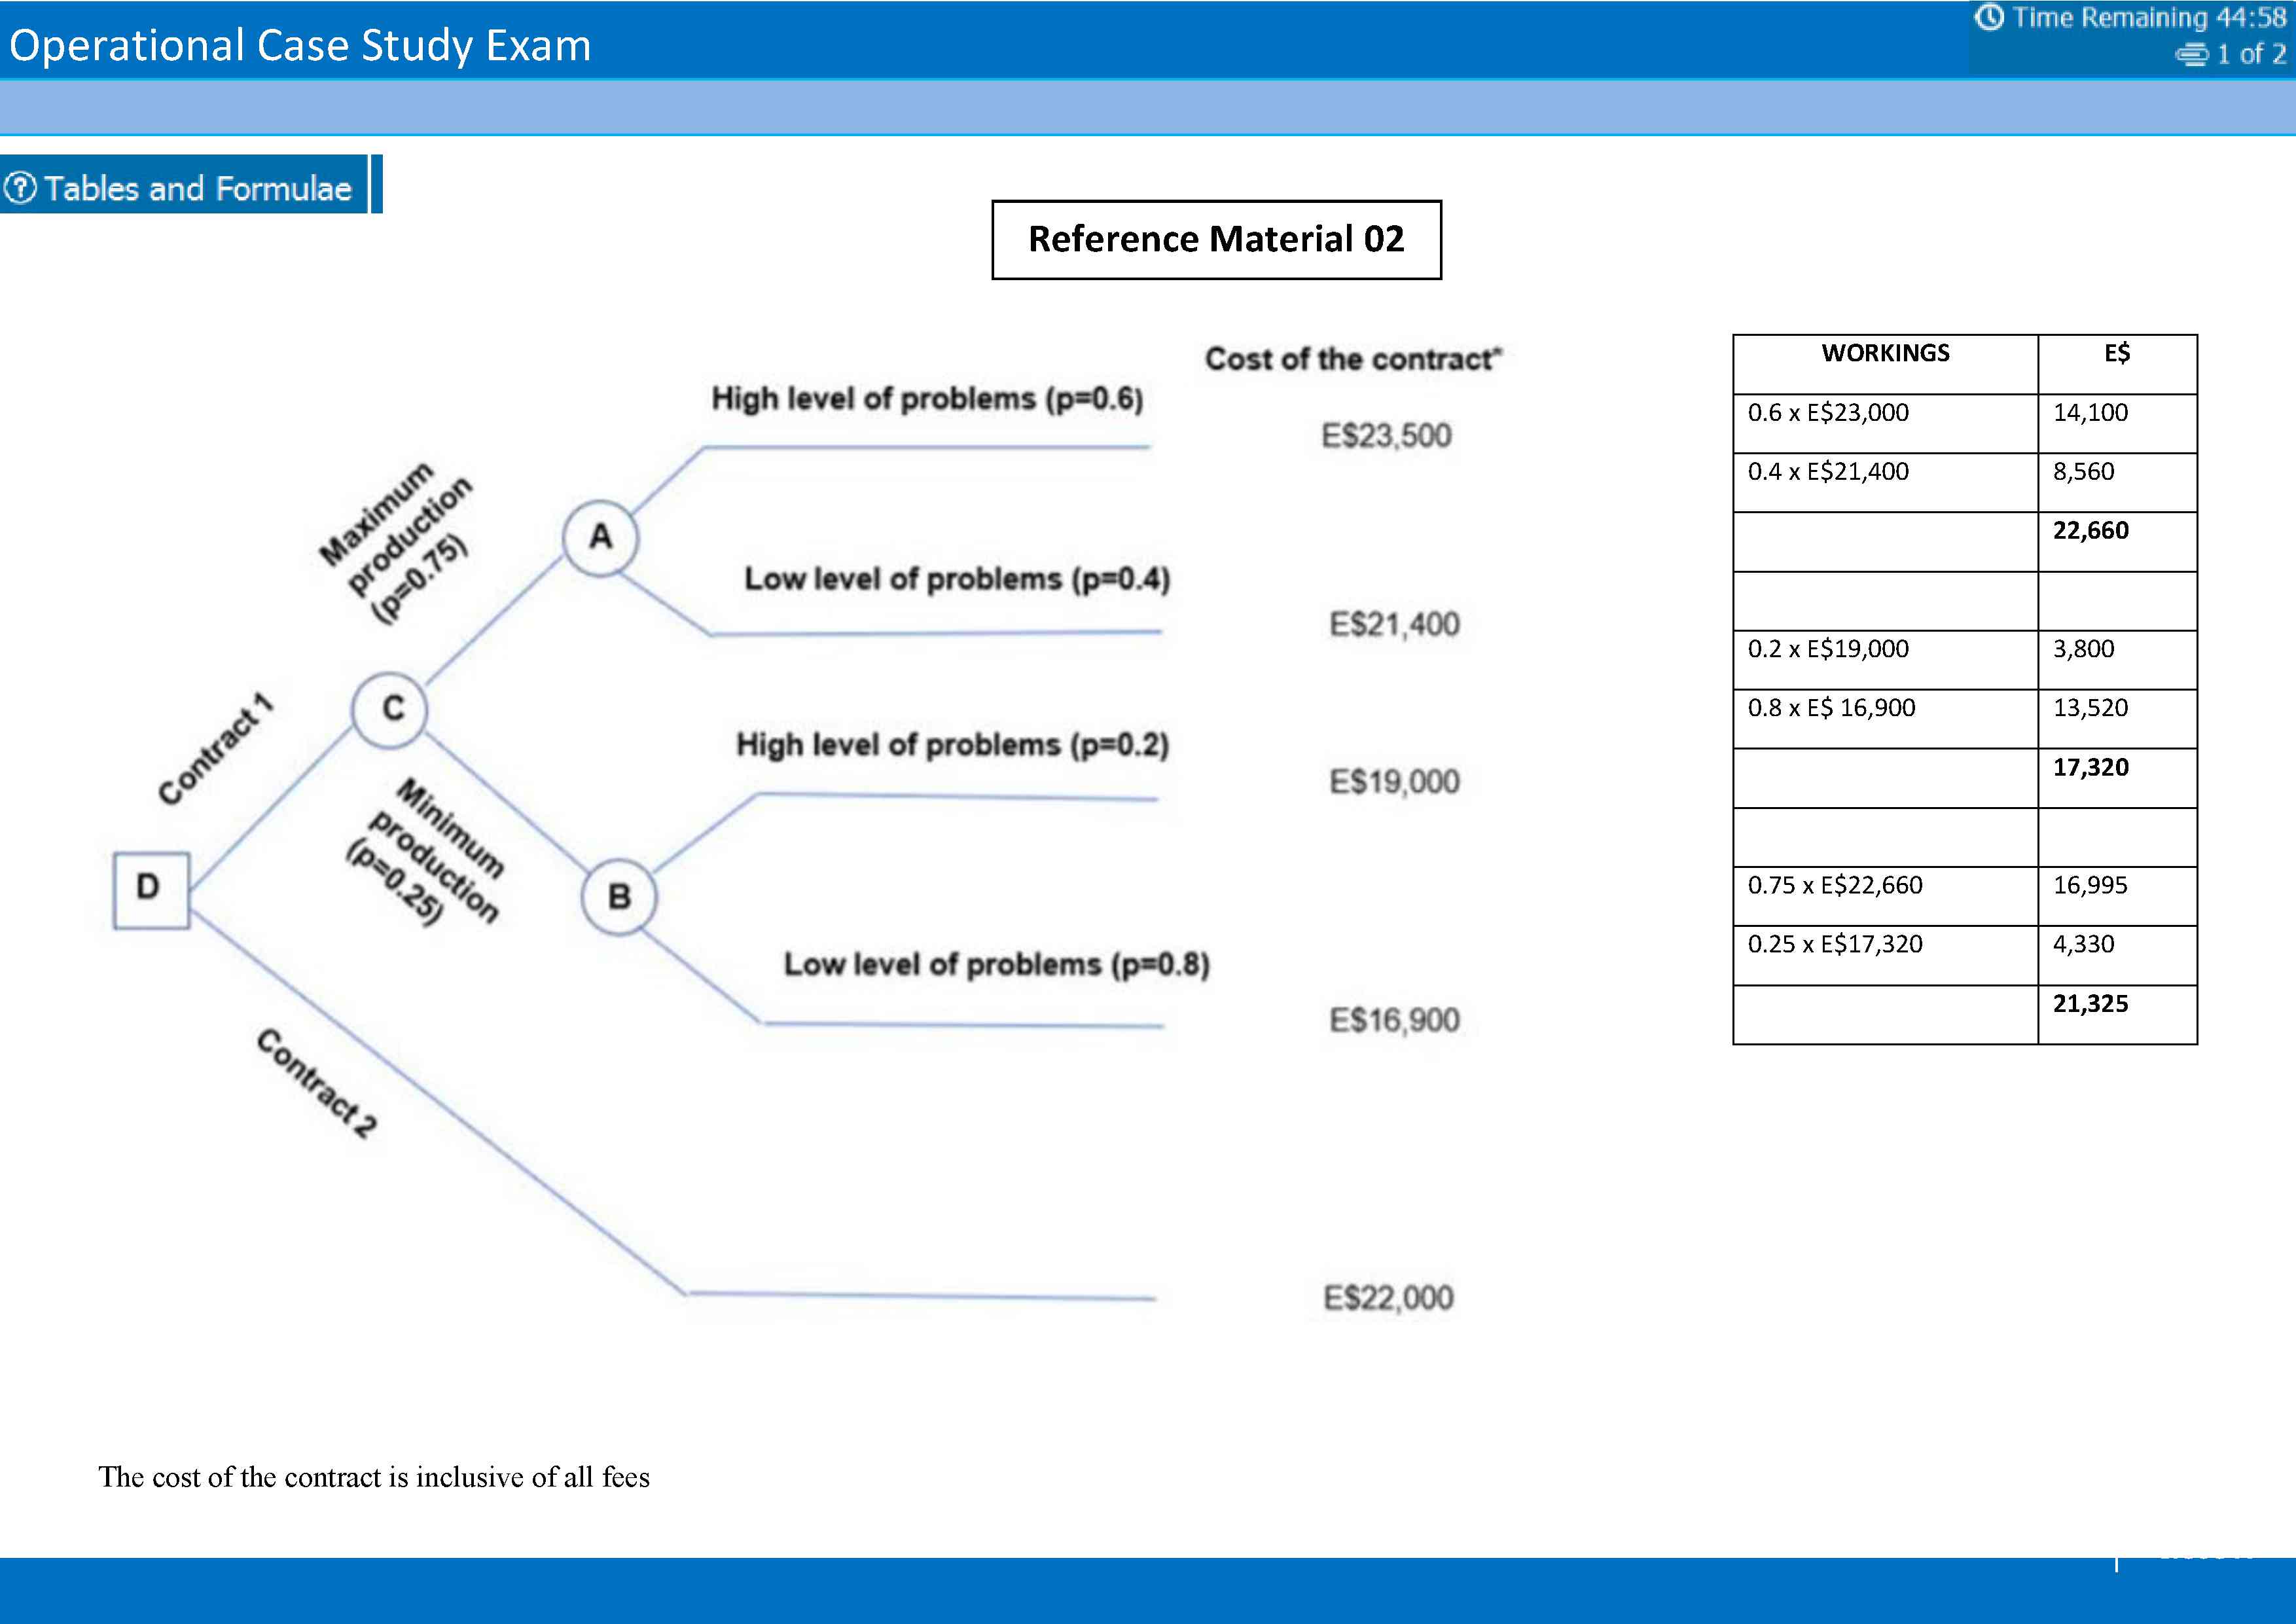 Operational Case Study Exam
Time Remaining 44:58
1 of 2
Tables and Formulae
Reference Material 02
Cost of the contract*
High level of problems (p=0.6)
E$23,500
Maximum
production
(p=0.75)
A
Low level of problems (p=0.4)
E$21,400
Contract 1
C
High level of problems (p=0.2)
E$19,000
Minimum
production
(p=0.25)
D
B
Low level of problems (p=0.8)
E$16,900
Contract 2
E$22,000
WORKINGS E$
0.6 x E$23,000 14,100
0.4 x E$21,400 8,560
22,660
0.2 x E$19,000 3,800
0.8 x E$ 16,900 13,520
17,320
0.75 x E$22,660 16,995
0.25 x E$17,320 4,330
21,325
The cost of the contract is inclusive of all fees